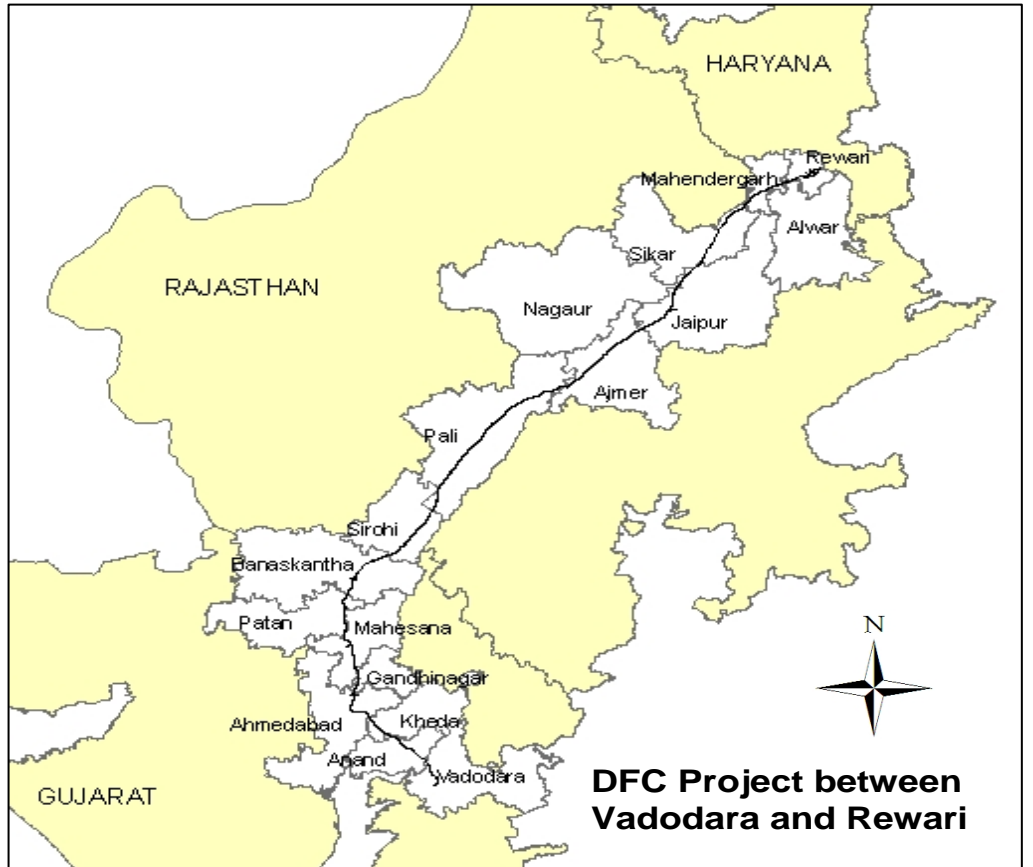 HARYANA
Rewari
Mahendergarh
Alwar
Sikar
RAJASTHAN
Nagaur
Jaipur
Ajmer
Pali
Sirohi
Banaskantha
Patan
Mahesana
N
Gandhinagar
Ahmedabad
Kheda
Anand
Vadodara
GUJARAT
DFC Project between
Vadodara and Rewari